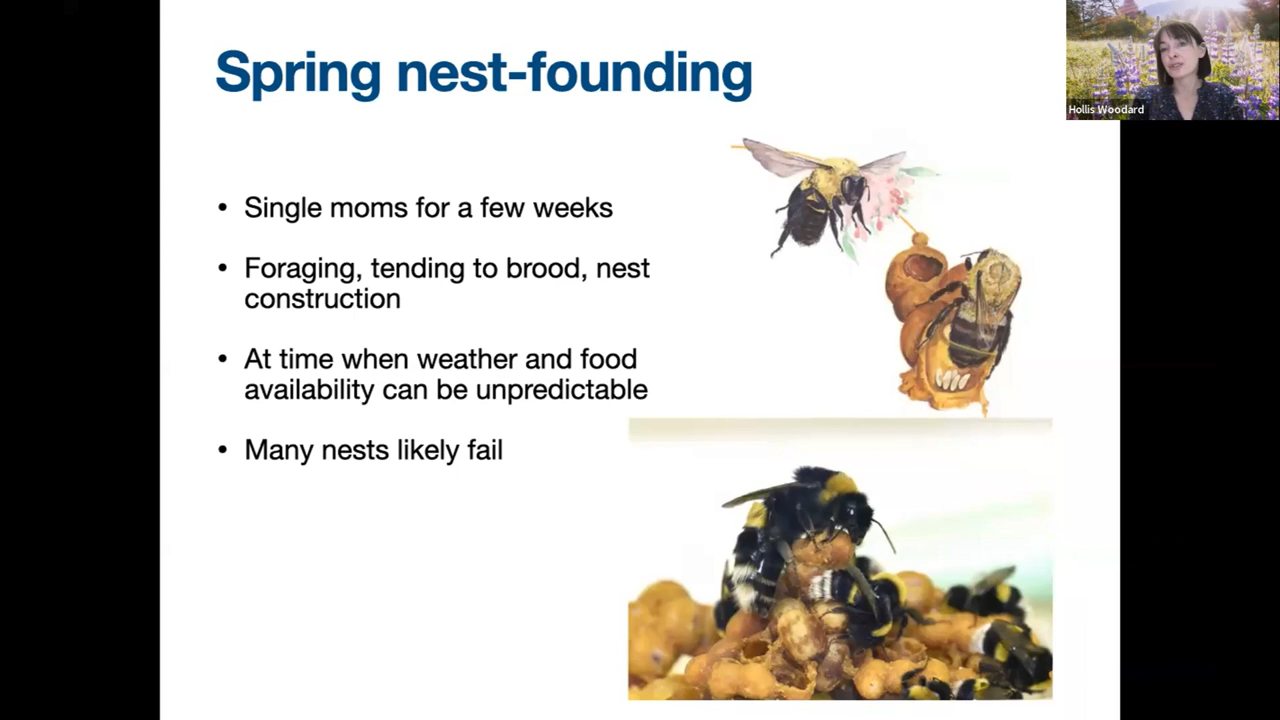 Spring nest-founding
Hollis Woodard
• Single moms for a few weeks
• Foraging, tending to brood, nest
construction
• At time when weather and food
availability can be unpredictable
• Many nests likely fail